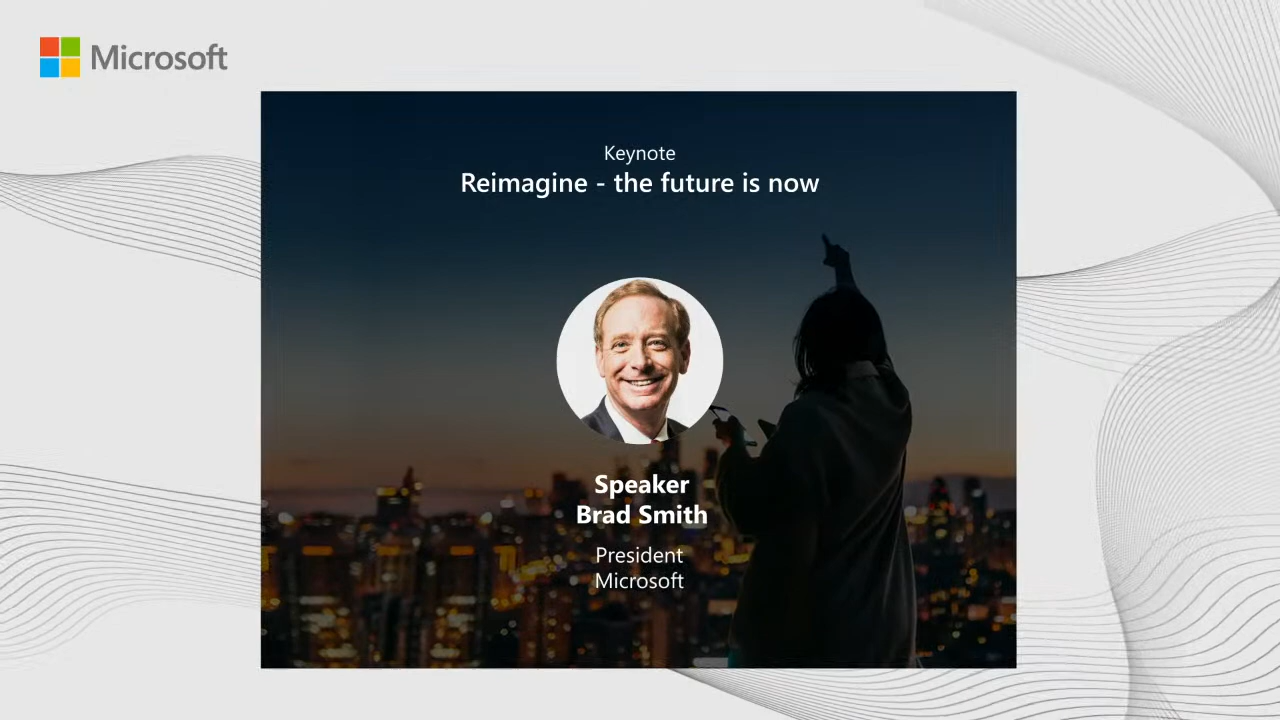 Microsoft
Keynote
Reimagine - the future is now
Speaker
Brad Smith
President
Microsoft